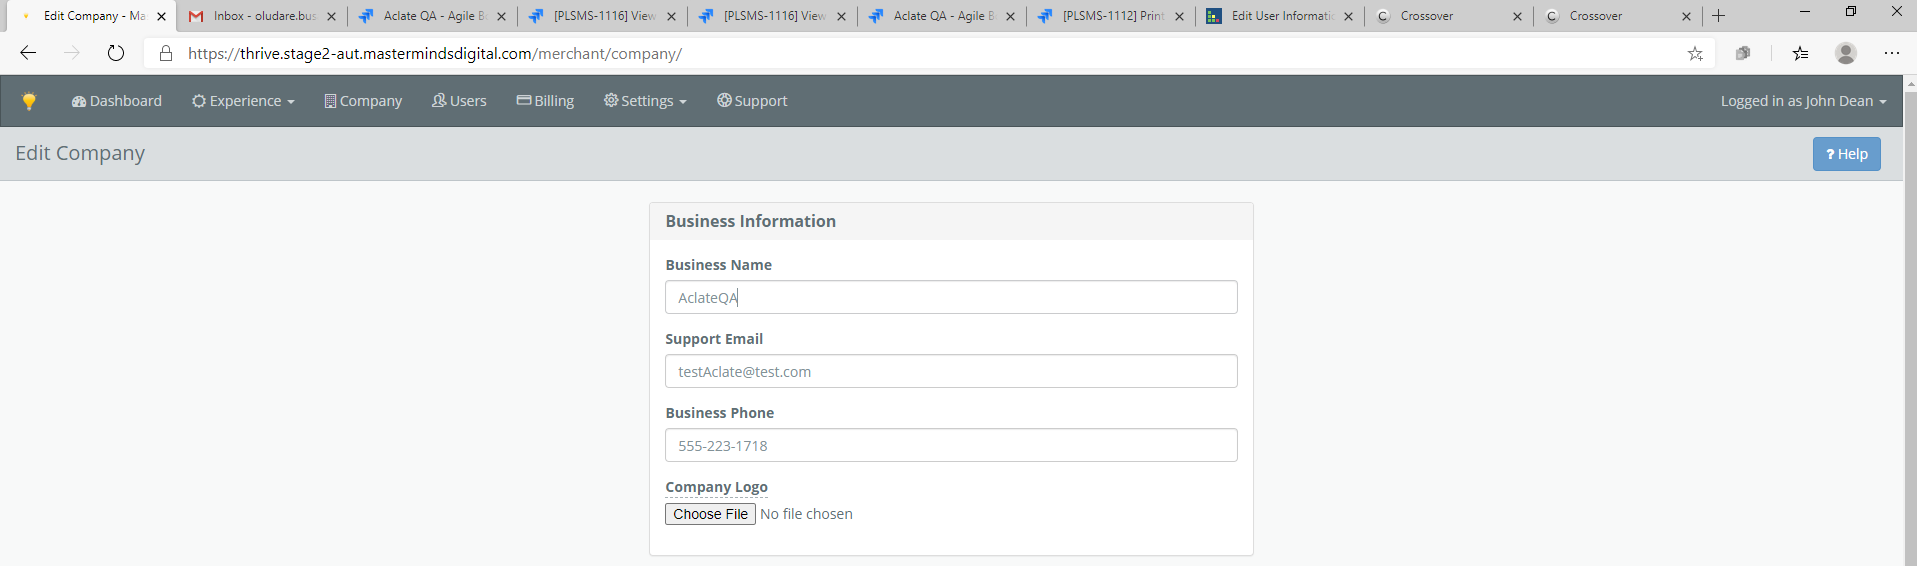 Edit Company - Ma
Inbox - oludare.bus
Aclate QA - Agile B
[PLSMS-1116] View
[PLSMS-1116] View
Aclate QA - Agile B
[PLSMS-1112] Print
Edit User Informatic
Crossover
Crossover
https://thrive.stage2-aut.mastermindsdigital.com/merchant/company/
Dashboard Experience Company Users Billing Settings Support Logged in as John Dean
Edit Company
? Help
Business Information
Business Name
AclateQA
Support Email
testAclate@test.com
Business Phone
555-223-1718
Company Logo
Choose File No file chosen